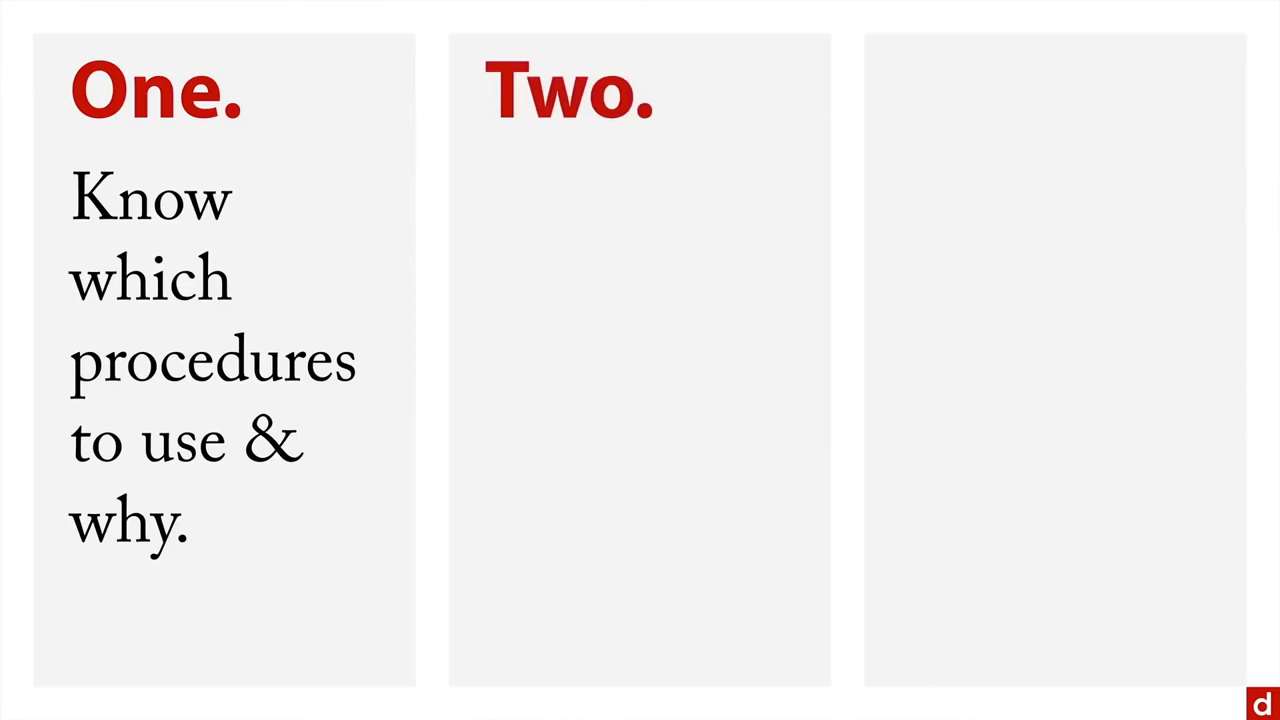 One.
Know
which
procedures
to use &
why.
Two.
d